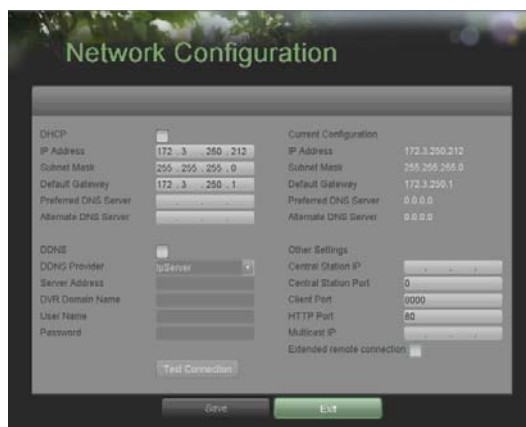 Network Configuration
DHCP
IP Address 172 . 3 . 250 . 212
Subnet Mask 255 . 255 . 255 . 0
Default Gateway 172 . 3 . 250 . 1
Preferred DNS Server . . .
Alternate DNS Server . . .
DDNS
DDNS Provider IpServer
Server Address
DVR Domain Name
User Name
Password
Test Connection
Current Configuration
IP Address 172.3.250.212
Subnet Mask 255.255.255.0
Default Gateway 172.3.250.1
Preferred DNS Server 0.0.0.0
Alternate DNS Server 0.0.0.0
Other Settings
Central Station IP . . .
Central Station Port 0
Client Port 8000
HTTP Port 80
Multicast IP . . .
Extended remote connection
Save Exit